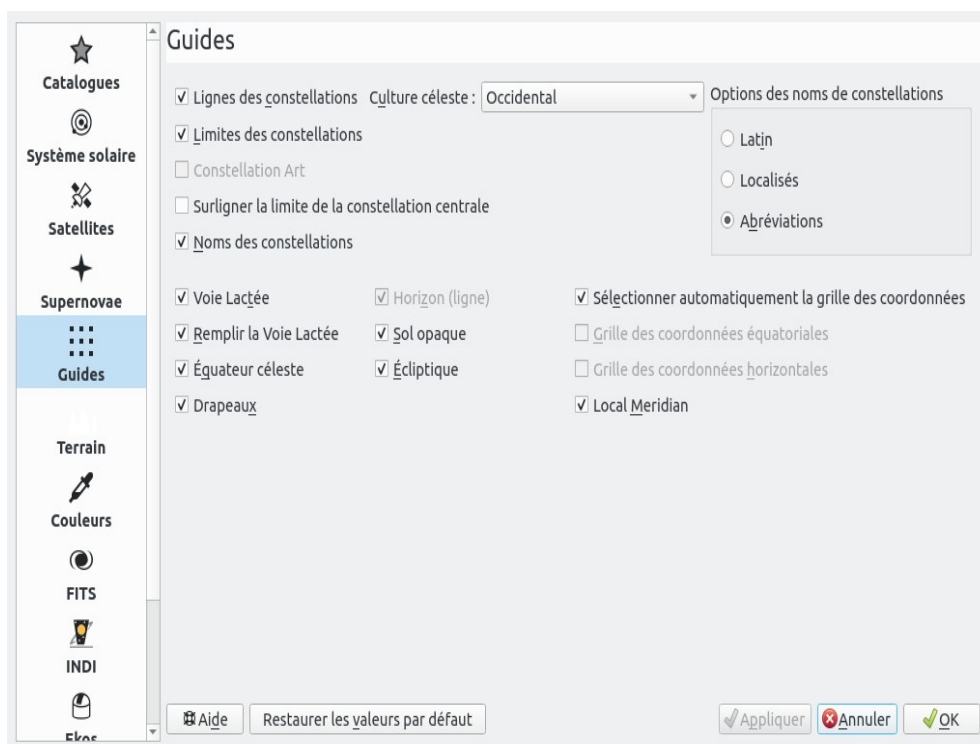 Catalogues
Système solaire
Satellites
Supernovae
Guides
Terrain
Couleurs
FITS
INDI
Ekos
Guides
Lignes des constellations Culture céleste : Occidental
Limites des constellations
Constellation Art
Surligner la limite de la constellation centrale
Noms des constellations
Options des noms de constellations
Latin
Localisés
Abréviations
Voie Lactée Horizon (ligne) Sélectionner automatiquement la grille des coordonnées
Remplir la Voie Lactée Sol opaque Grille des coordonnées équatoriales
Équateur céleste Écliptique Grille des coordonnées horizontales
Drapeaux Local Meridian
Aide Restaurer les valeurs par défaut Appliquer Annuler OK